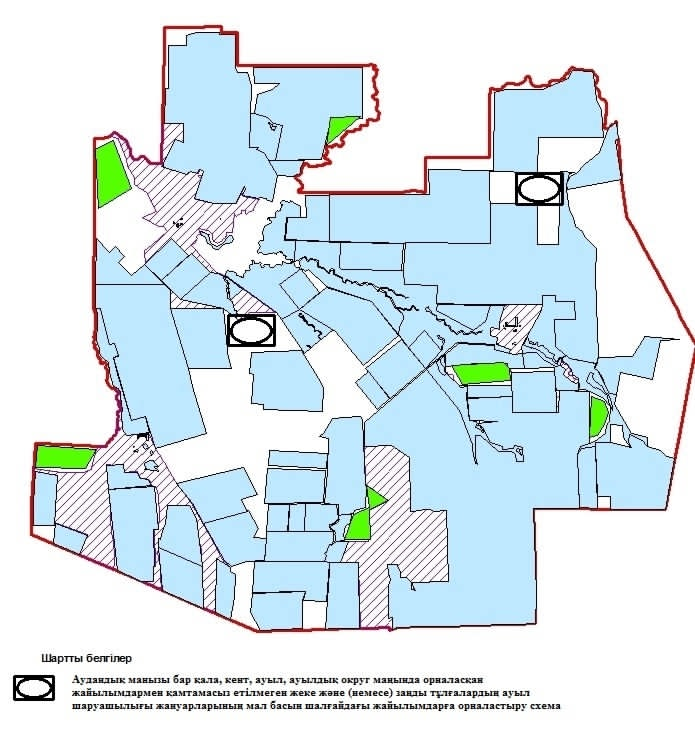 Шартты белгілер
Аудандық маңызы бар қала, кент, ауыл, ауылдық округ маңында орналасқан
жайылымдармен қамтамасыз етілмеген жеке және (немесе) заңды тұлғалардың ауыл
шаруашылығы жануарларының мал басын шалғайдағы жайылымдарға орналастыру схема